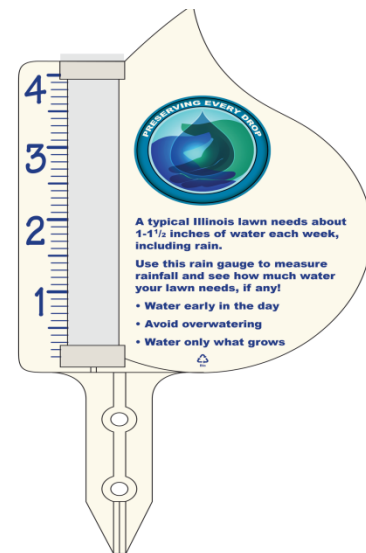 4
3
2
1
PRESERVING EVERY DROP
A typical Illinois lawn needs about
1-1½ inches of water each week,
including rain.
Use this rain gauge to measure
rainfall and see how much water
your lawn needs, if any!
• Water early in the day
• Avoid overwatering
• Water only what grows